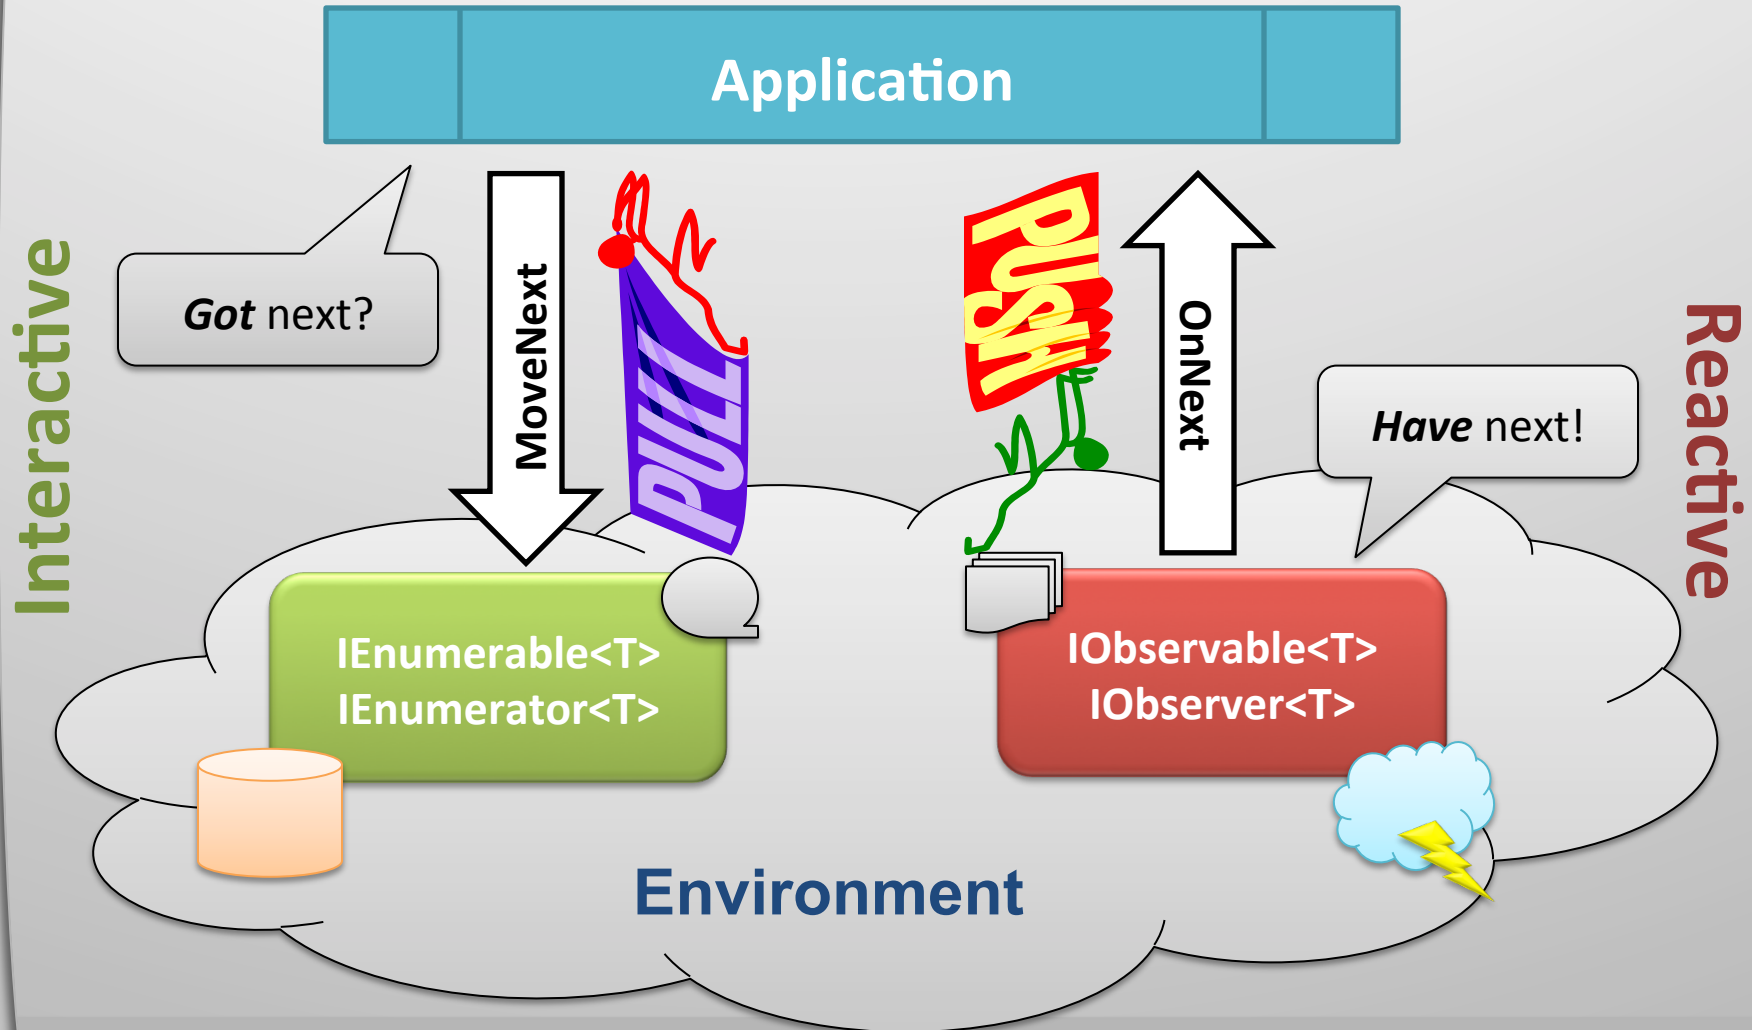 Application
Interactive
Got next?
MoveNext
PULL
PUSH
OnNext
Have next!
Reactive
IEnumerable<T>
IEnumerator<T>
IObservable<T>
IObserver<T>
Environment